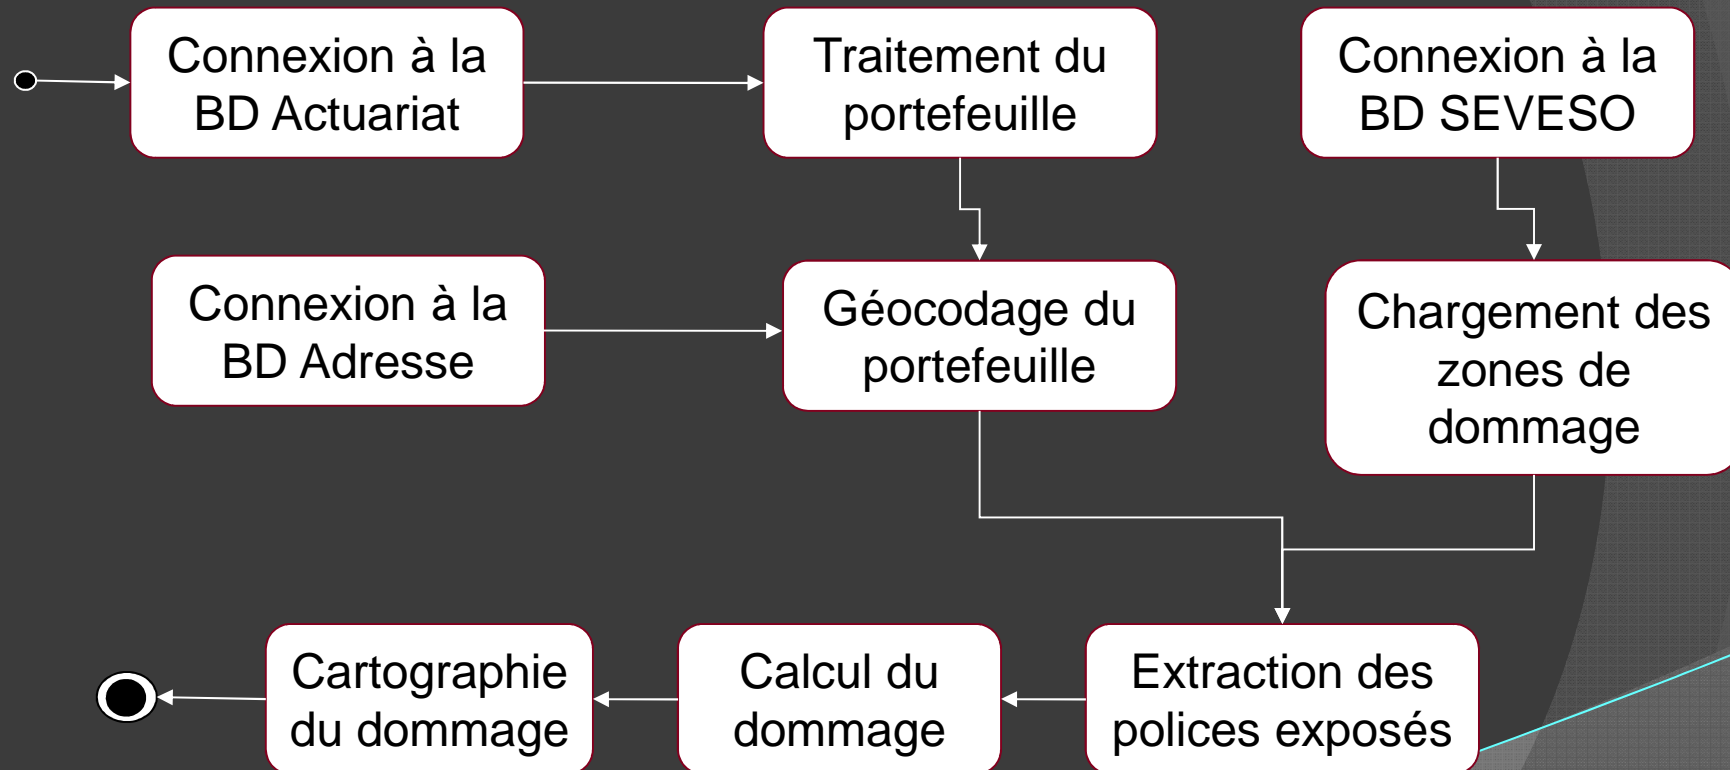 Connexion à la
BD Actuariat
Traitement du
portefeuille
Connexion à la
BD SEVESO
Connexion à la
BD Adresse
Géocodage du
portefeuille
Chargement des
zones de
dommage
Cartographie
du dommage
Calcul du
dommage
Extraction des
polices exposés